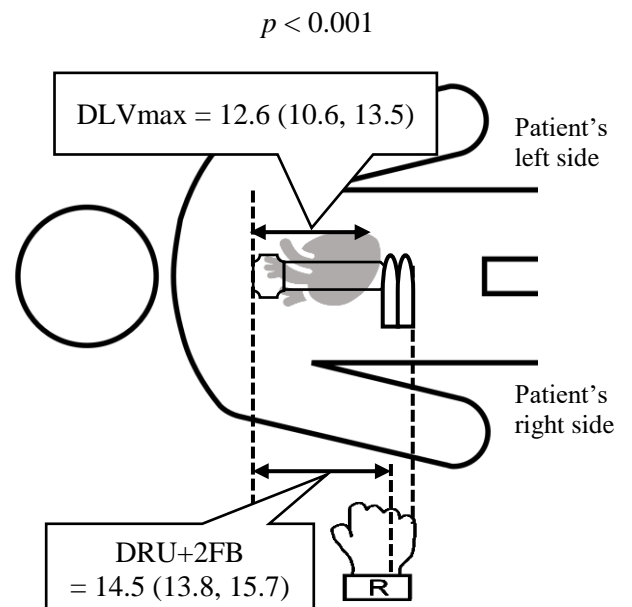 p < 0.001
DLVmax = 12.6 (10.6, 13.5)
Patient's
left side
Patient's
right side
DRU+2FB
= 14.5 (13.8, 15.7)
R